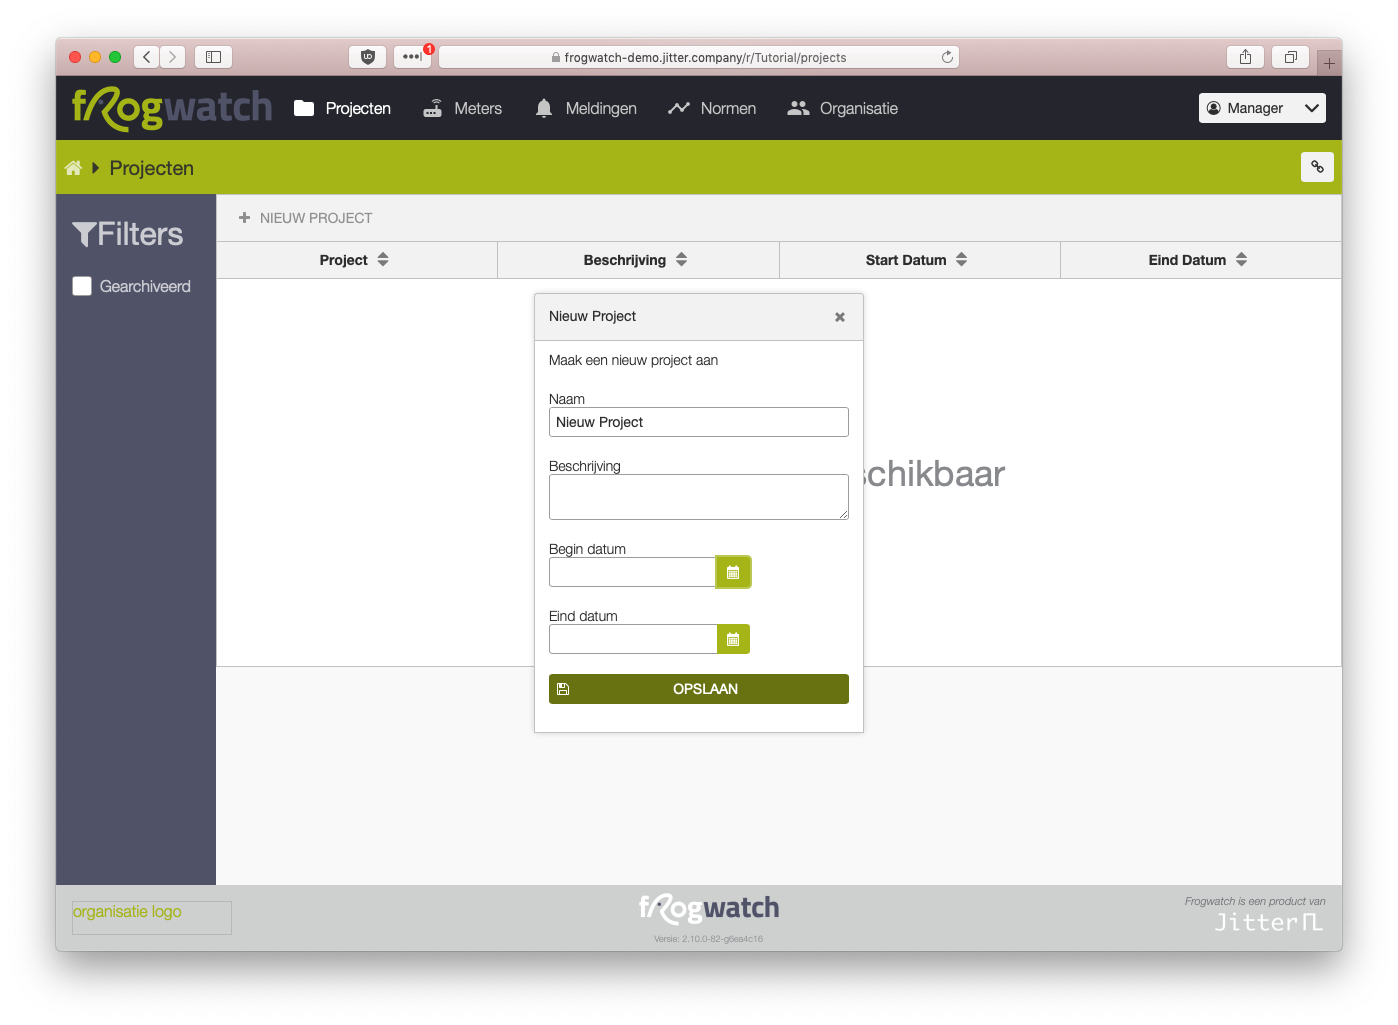 1
frogwatch-demo.jitter.company/r/Tutorial/projects
frogwatch
Projecten
Meters
Meldingen
Normen
Organisatie
Manager
Projecten
Filters
Gearchiveerd
NIEUW PROJECT
Project
Beschrijving
Start Datum
Eind Datum
Nieuw Project
Maak een nieuw project aan
Naam
Nieuw Project
Beschrijving
schikbaar
Begin datum
Eind datum
OPSLAAN
organisatie logo
frogwatch
Versie: 2.10.0-82-g6ea4c16
Frogwatch is een product van
Jitter